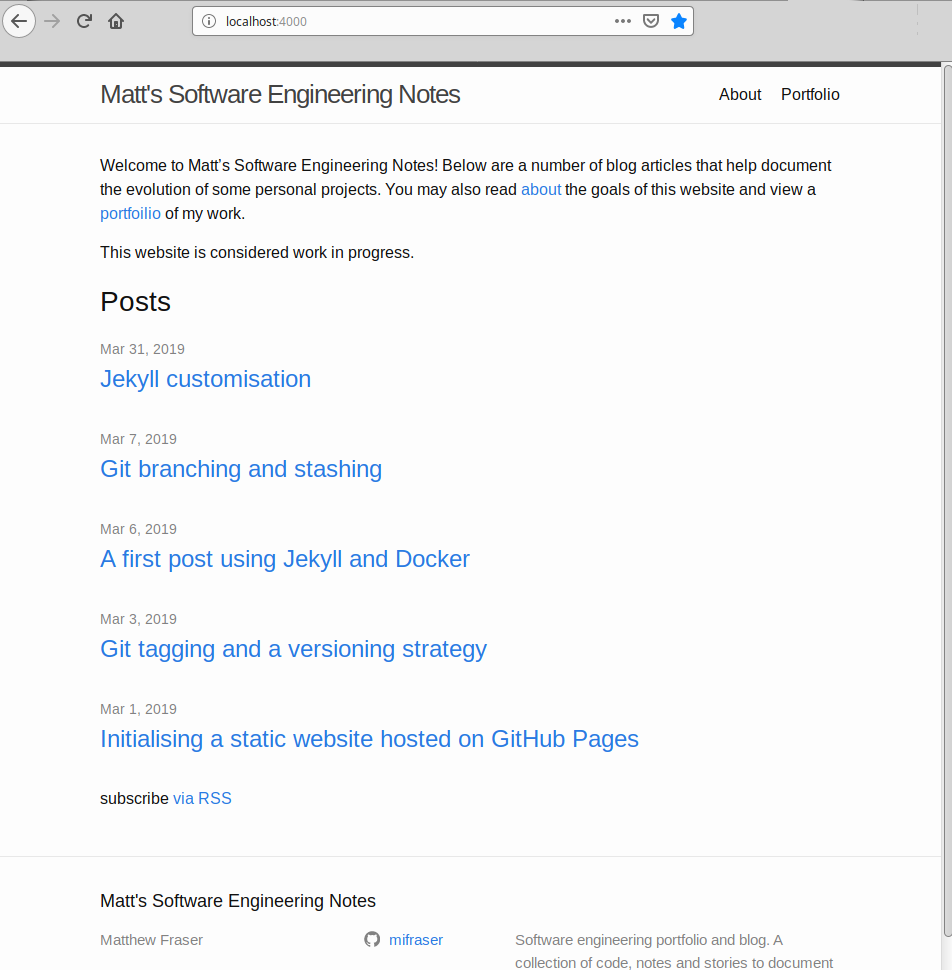 localhost:4000
Matt's Software Engineering Notes
About Portfolio
Welcome to Matt’s Software Engineering Notes! Below are a number of blog articles that help document
the evolution of some personal projects. You may also read about the goals of this website and view a
portfoilio of my work.
This website is considered work in progress.
Posts
Mar 31, 2019
Jekyll customisation
Mar 7, 2019
Git branching and stashing
Mar 6, 2019
A first post using Jekyll and Docker
Mar 3, 2019
Git tagging and a versioning strategy
Mar 1, 2019
Initialising a static website hosted on GitHub Pages
subscribe via RSS
Matt's Software Engineering Notes
Matthew Fraser
mifraser
Software engineering portfolio and blog. A
collection of code, notes and stories to document